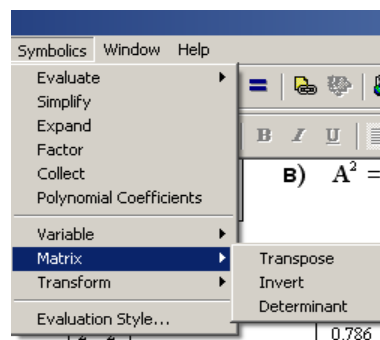 Symbolics Window Help
Evaluate
Simplify
Expand
Factor
Collect
Polynomial Coefficients
Variable
Matrix
Transform
Evaluation Style...
Transpose
Invert
Determinant
B I U
в) A² =
0.786